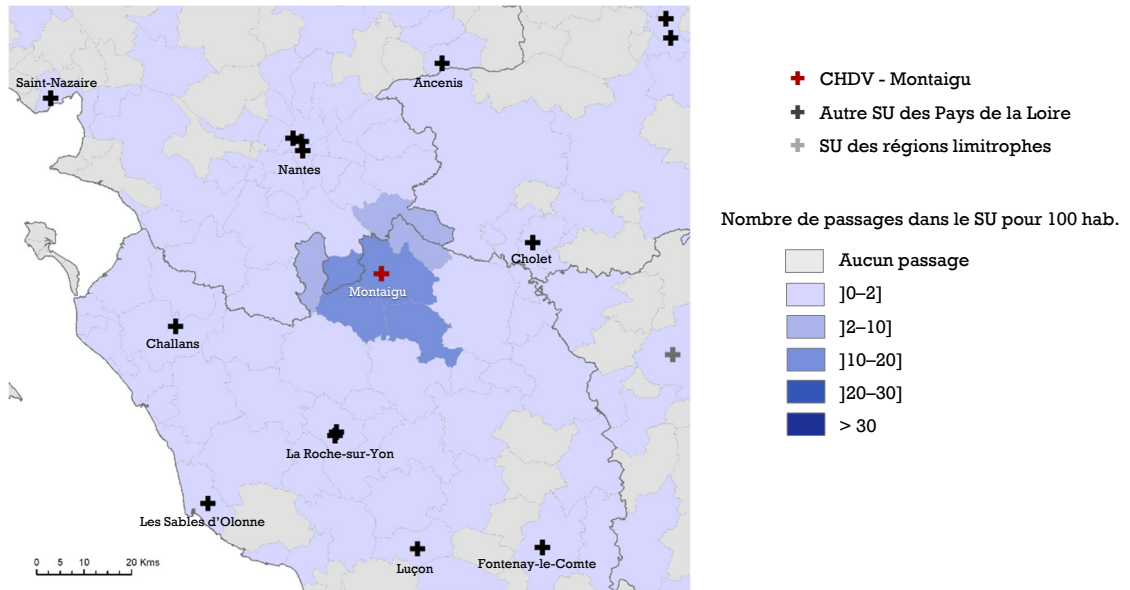 Saint-Nazaire
Ancenis
Nantes
Cholet
Montaigu
Challans
La Roche-sur-Yon
Les Sables d'Olonne
Luçon
Fontenay-le-Comte
0 5 10 20 Kms
CHDV - Montaigu
Autre SU des Pays de la Loire
SU des régions limitrophes
Nombre de passages dans le SU pour 100 hab.
Aucun passage
]0–2]
]2–10]
]10–20]
]20–30]
> 30